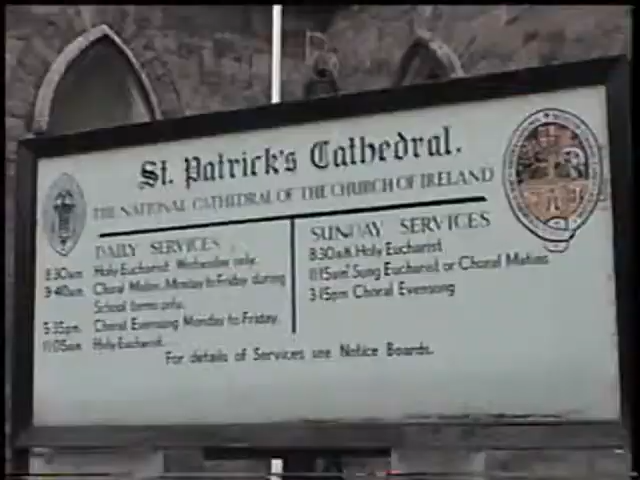 St. Patrick's Cathedral.
THE NATIONAL CATHEDRAL OF THE CHURCH OF IRELAND
DAILY SERVICES
8:30am Holy Eucharist Wednesday only.
9:40am Choral Matins, Monday to Friday during
School terms only.
5:35pm Choral Evensong Monday to Friday.
11:05am Holy Eucharist.
SUNDAY SERVICES
8:30a.m. Holy Eucharist
11:15am Sung Eucharist or Choral Matins
3:15pm Choral Evensong
For details of Services see Notice Boards.